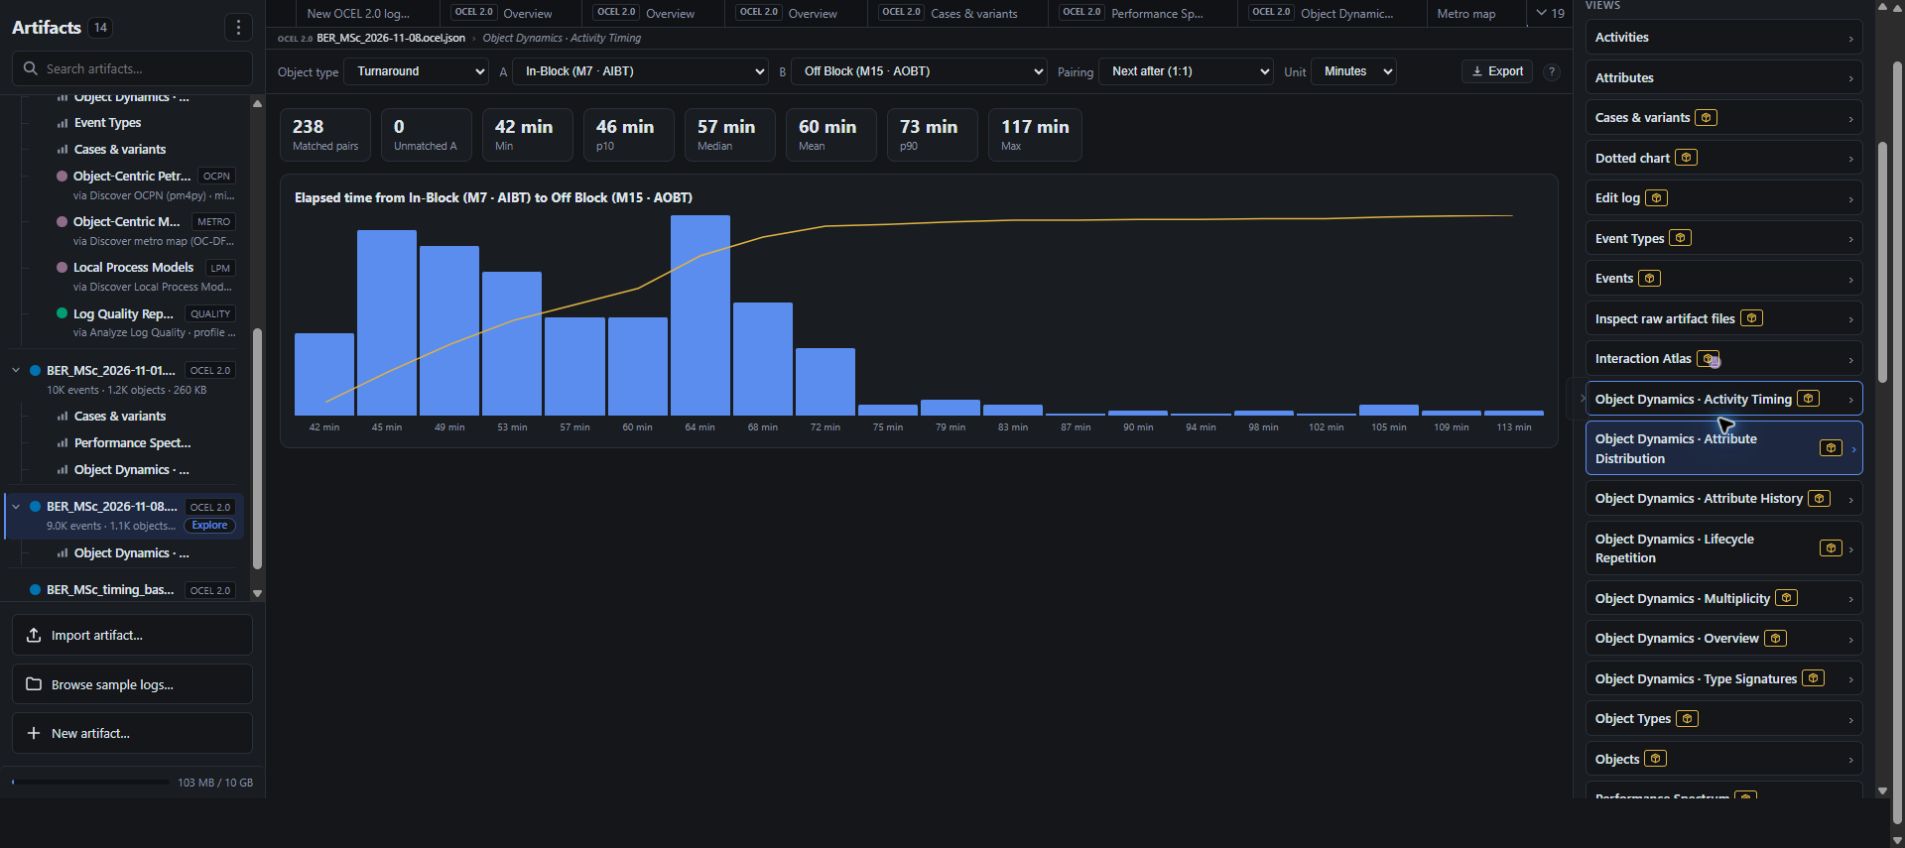 Artifacts 14
Search artifacts...
Object Dynamics · ...
Event Types
Cases & variants
Object-Centric Petr... OCPN
via Discover OCPN (pm4py) · mi...
Object-Centric M... METRO
via Discover metro map (OC-DF...
Local Process Models LPM
via Discover Local Process Mod...
Log Quality Rep... QUALITY
via Analyze Log Quality · profile ...
BER_MSc_2026-11-01.... OCEL 2.0
10K events · 1.2K objects · 260 KB
Cases & variants
Performance Spect...
Object Dynamics · ...
BER_MSc_2026-11-08.... OCEL 2.0
9.0K events · 1.1K objects... Explore
Object Dynamics · ...
BER_MSc_timing_bas... OCEL 2.0
Import artifact...
Browse sample logs...
New artifact...
103 MB / 10 GB
New OCEL 2.0 log... OCEL 2.0 Overview OCEL 2.0 Overview OCEL 2.0 Overview OCEL 2.0 Cases & variants OCEL 2.0 Performance Sp... OCEL 2.0 Object Dynamic... Metro map 19
OCEL 2.0 BER_MSc_2026-11-08.ocel.json › Object Dynamics · Activity Timing
Object type Turnaround A In-Block (M7 · AIBT) B Off Block (M15 · AOBT) Pairing Next after (1:1) Unit Minutes Export ?
238 0 42 min 46 min 57 min 60 min 73 min 117 min
Matched pairs Unmatched A Min p10 Median Mean p90 Max
Elapsed time from In-Block (M7 · AIBT) to Off Block (M15 · AOBT)
42 min 45 min 49 min 53 min 57 min 60 min 64 min 68 min 72 min 75 min 79 min 83 min 87 min 90 min 94 min 98 min 102 min 105 min 109 min 113 min
VIEWS
Activities
Attributes
Cases & variants
Dotted chart
Edit log
Event Types
Events
Inspect raw artifact files
Interaction Atlas
Object Dynamics · Activity Timing
Object Dynamics · Attribute
Distribution
Object Dynamics · Attribute History
Object Dynamics · Lifecycle
Repetition
Object Dynamics · Multiplicity
Object Dynamics · Overview
Object Dynamics · Type Signatures
Object Types
Objects
Performance Spectrum